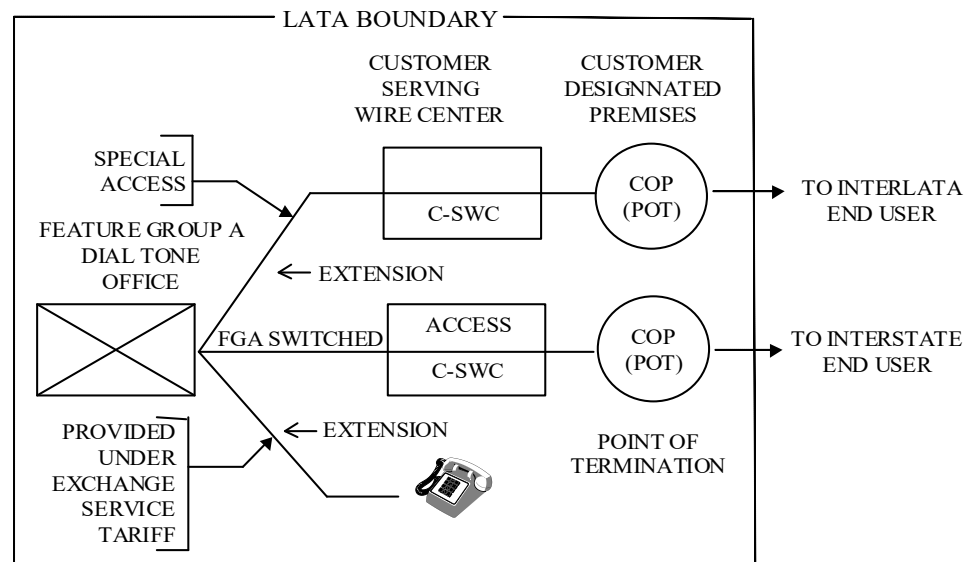 LATA BOUNDARY
CUSTOMER
SERVING
WIRE CENTER
CUSTOMER
DESIGNNATED
PREMISES
SPECIAL
ACCESS
C-SWC
COP
(POT)
TO INTERLATA
END USER
FEATURE GROUP A
DIAL TONE
OFFICE
EXTENSION
FGA SWITCHED
ACCESS
C-SWC
COP
(POT)
TO INTERSTATE
END USER
PROVIDED
UNDER
EXCHANGE
SERVICE
TARIFF
EXTENSION
POINT OF
TERMINATION